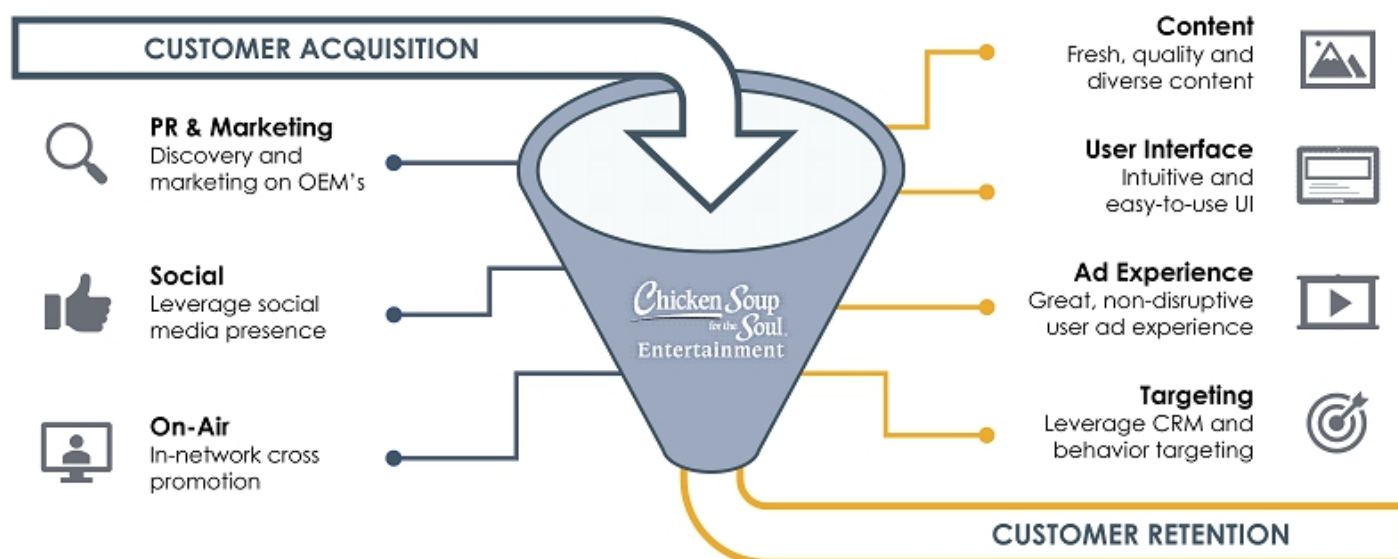 CUSTOMER ACQUISITION
PR & Marketing
Discovery and
marketing on OEM's
Social
Leverage social
media presence
On-Air
In-network cross
promotion
Chicken Soup
for the Soul
Entertainment
Content
Fresh, quality and
diverse content
User Interface
Intuitive and
easy-to-use UI
Ad Experience
Great, non-disruptive
user ad experience
Targeting
Leverage CRM and
behavior targeting
CUSTOMER RETENTION